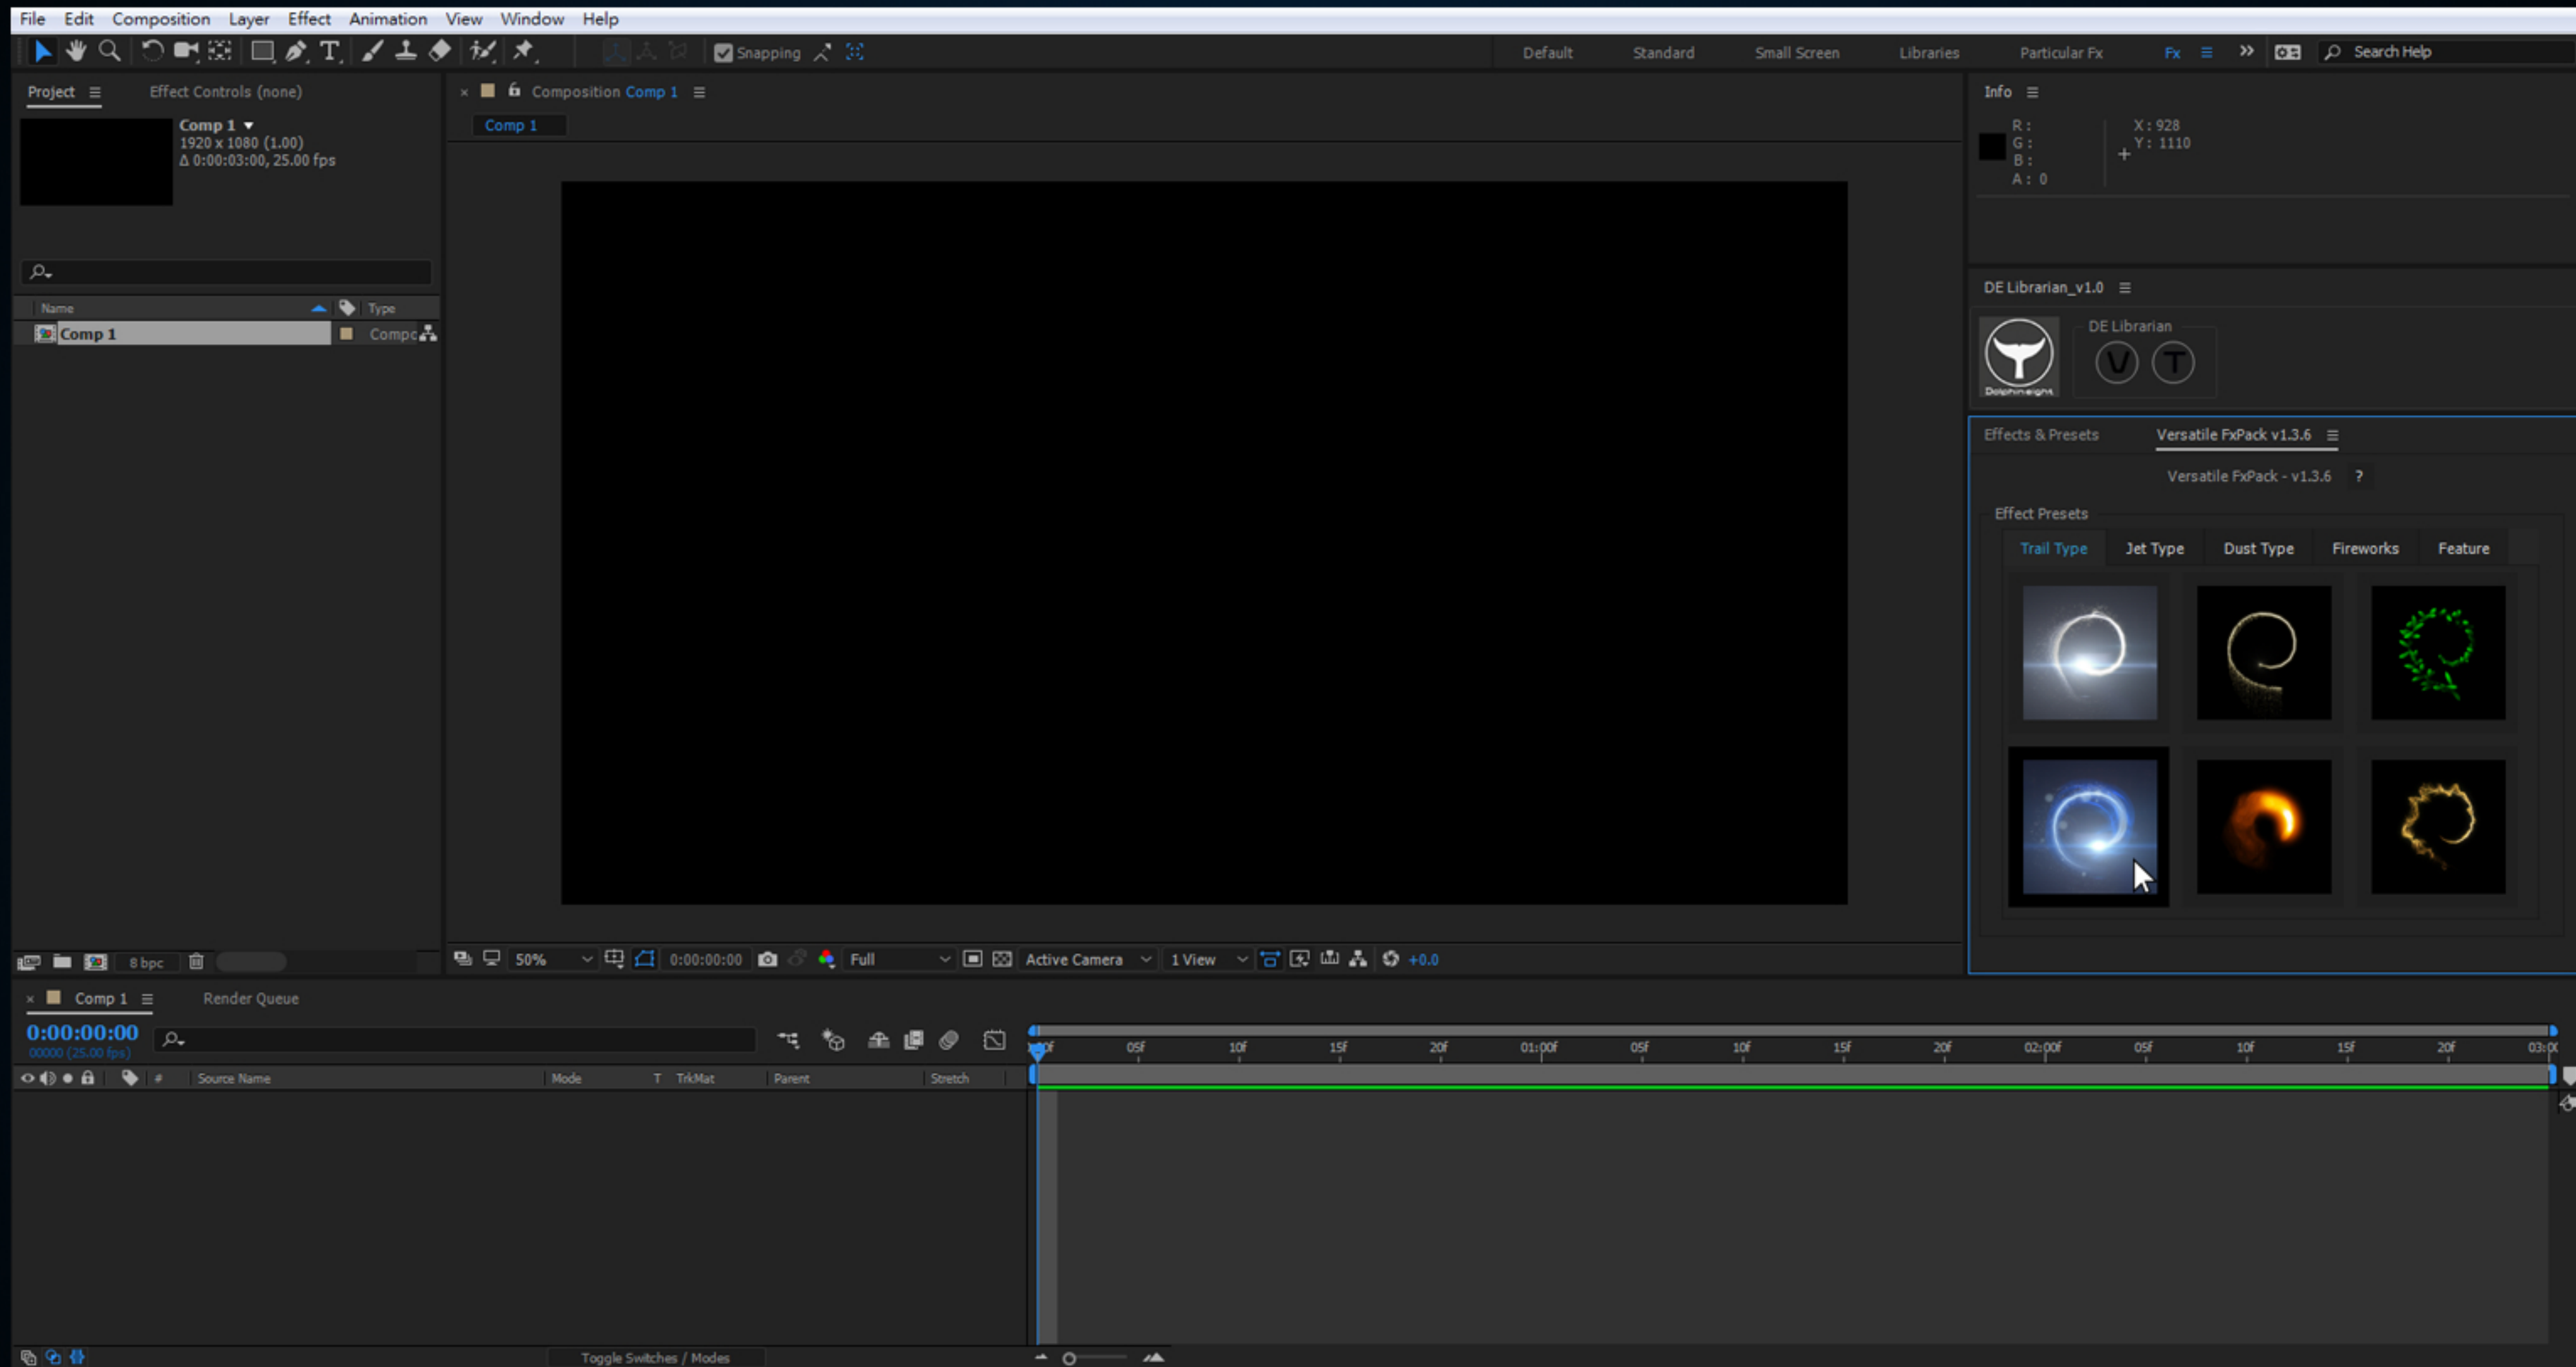 File Edit Composition Layer Effect Animation View Window Help
Snapping
Default Standard Small Screen Libraries Particular Fx Fx Search Help
Project Effect Controls (none)
Comp 1
1920 x 1080 (1.00)
Δ 0:00:03:00, 25.00 fps
Name Type
Comp 1 Compo
8 bpc
Composition Comp 1
Comp 1
50% 0:00:00:00 Full Active Camera 1 View +0.0
Info
R:
G:
B:
A: 0
X: 928
Y: 1110
DE Librarian_v1.0
DE Librarian
V T
Dolphineight
Effects & Presets Versatile FxPack v1.3.6
Versatile FxPack - v1.3.6 ?
Effect Presets
Trail Type Jet Type Dust Type Fireworks Feature
Comp 1 Render Queue
0:00:00:00
00000 (25.00 fps)
# Source Name Mode T TrkMat Parent Stretch
05f 10f 15f 20f 01:00f 05f 10f 15f 20f 02:00f 05f 10f 15f 20f
Toggle Switches / Modes